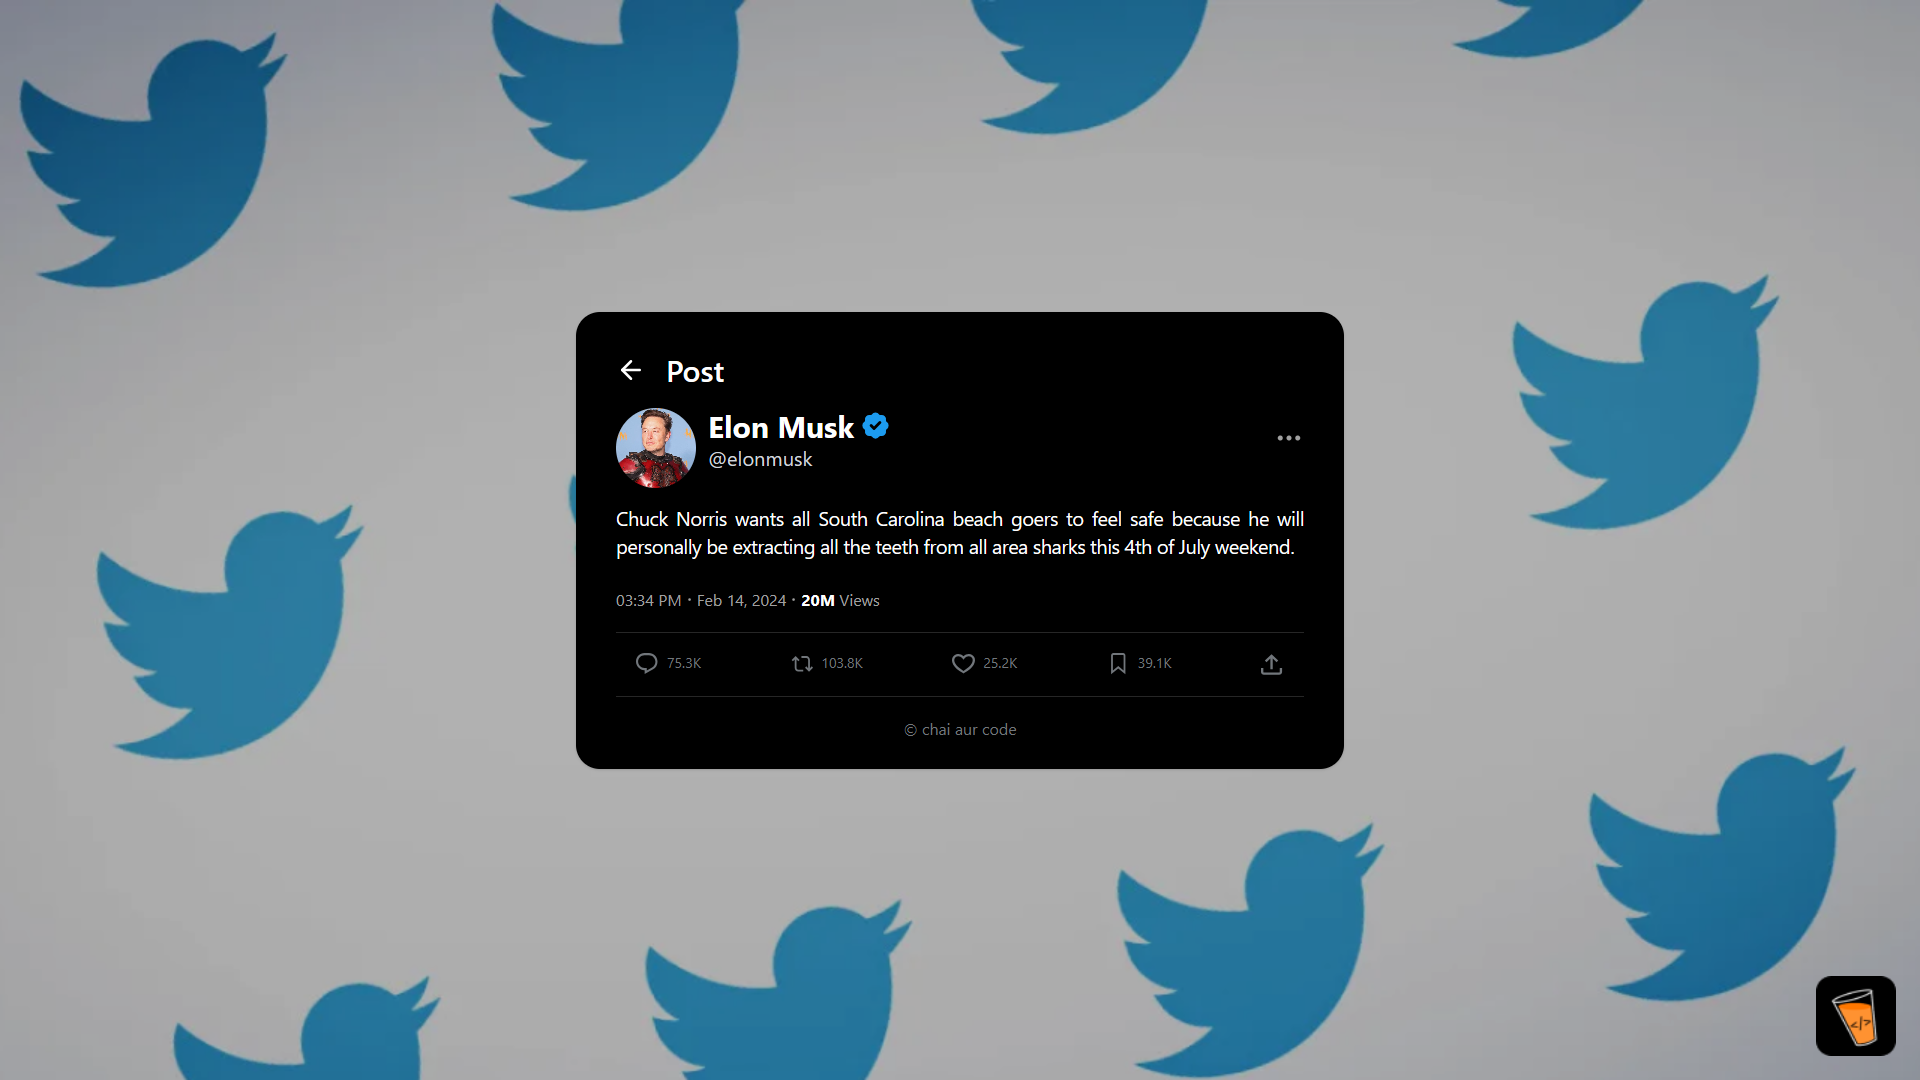 Post
Elon Musk
@elonmusk
Chuck Norris wants all South Carolina beach goers to feel safe because he will
personally be extracting all the teeth from all area sharks this 4th of July weekend.
03:34 PM · Feb 14, 2024 · 20M Views
75.3K 103.8K 25.2K 39.1K
© chai aur code
</>